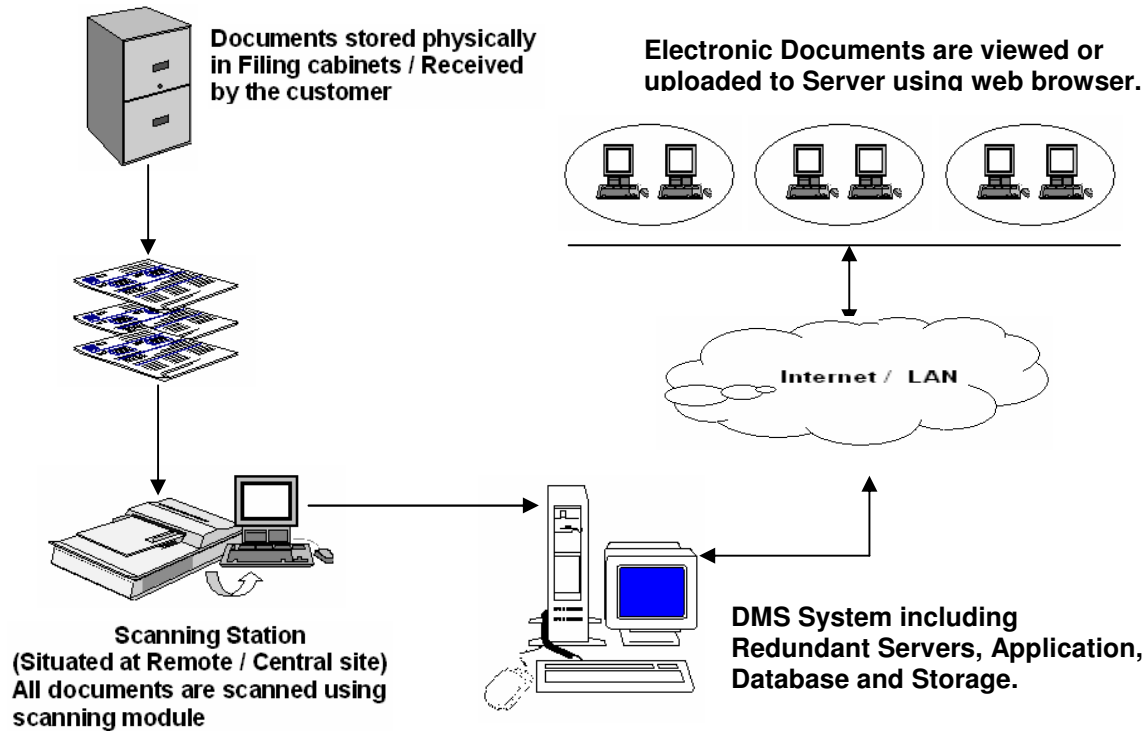 Documents stored physically
in Filing cabinets / Received
by the customer
Electronic Documents are viewed or
uploaded to Server using web browser.
Internet / LAN
Scanning Station
(Situated at Remote / Central site)
All documents are scanned using
scanning module
DMS System including
Redundant Servers, Application,
Database and Storage.